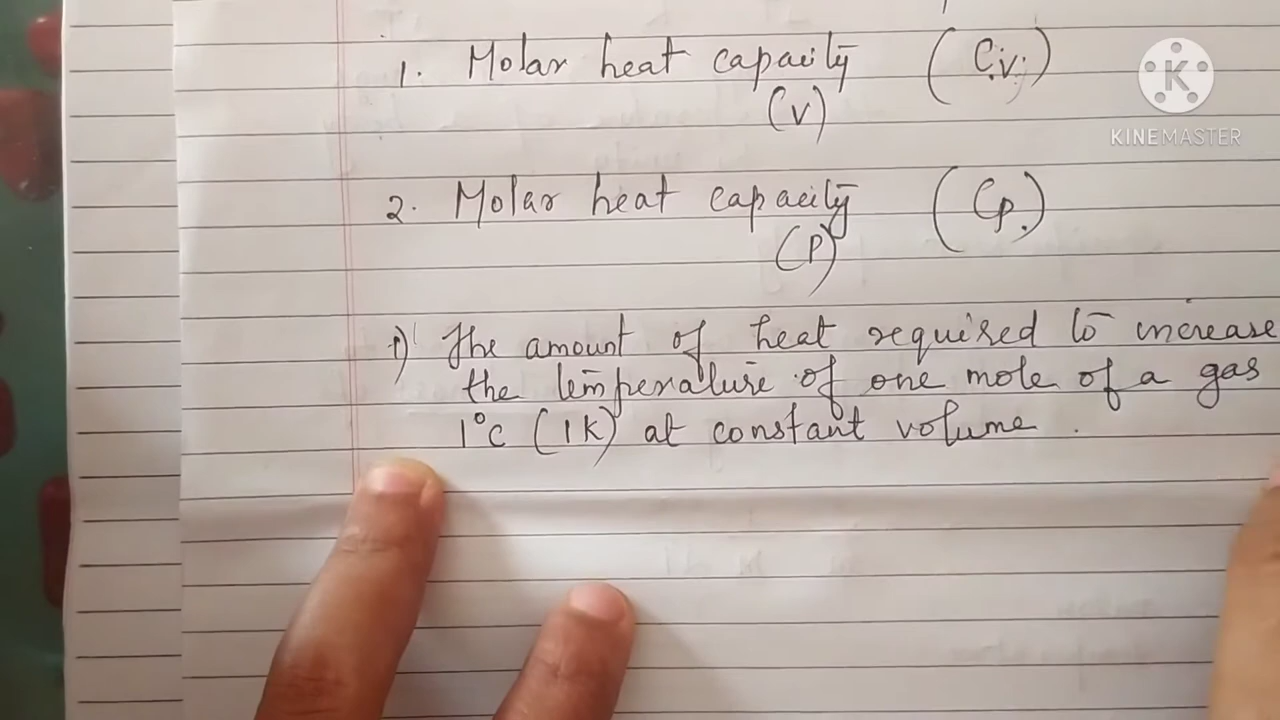 1. Molar heat capacity (C.v.)
(V)
KINEMASTER
2. Molar heat capacity (Cp.)
(P)
1) The amount of heat required to increase
the temperature of one mole of a gas
1°C (1K) at constant volume.